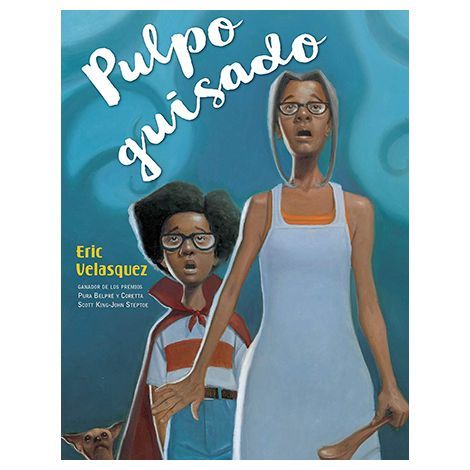 Pulpo
guisado
Eric
Velasquez
GANADOR DE LOS PREMIOS
PURA BELPRÉ Y CORETTA
SCOTT KING-JOHN STEPTOE